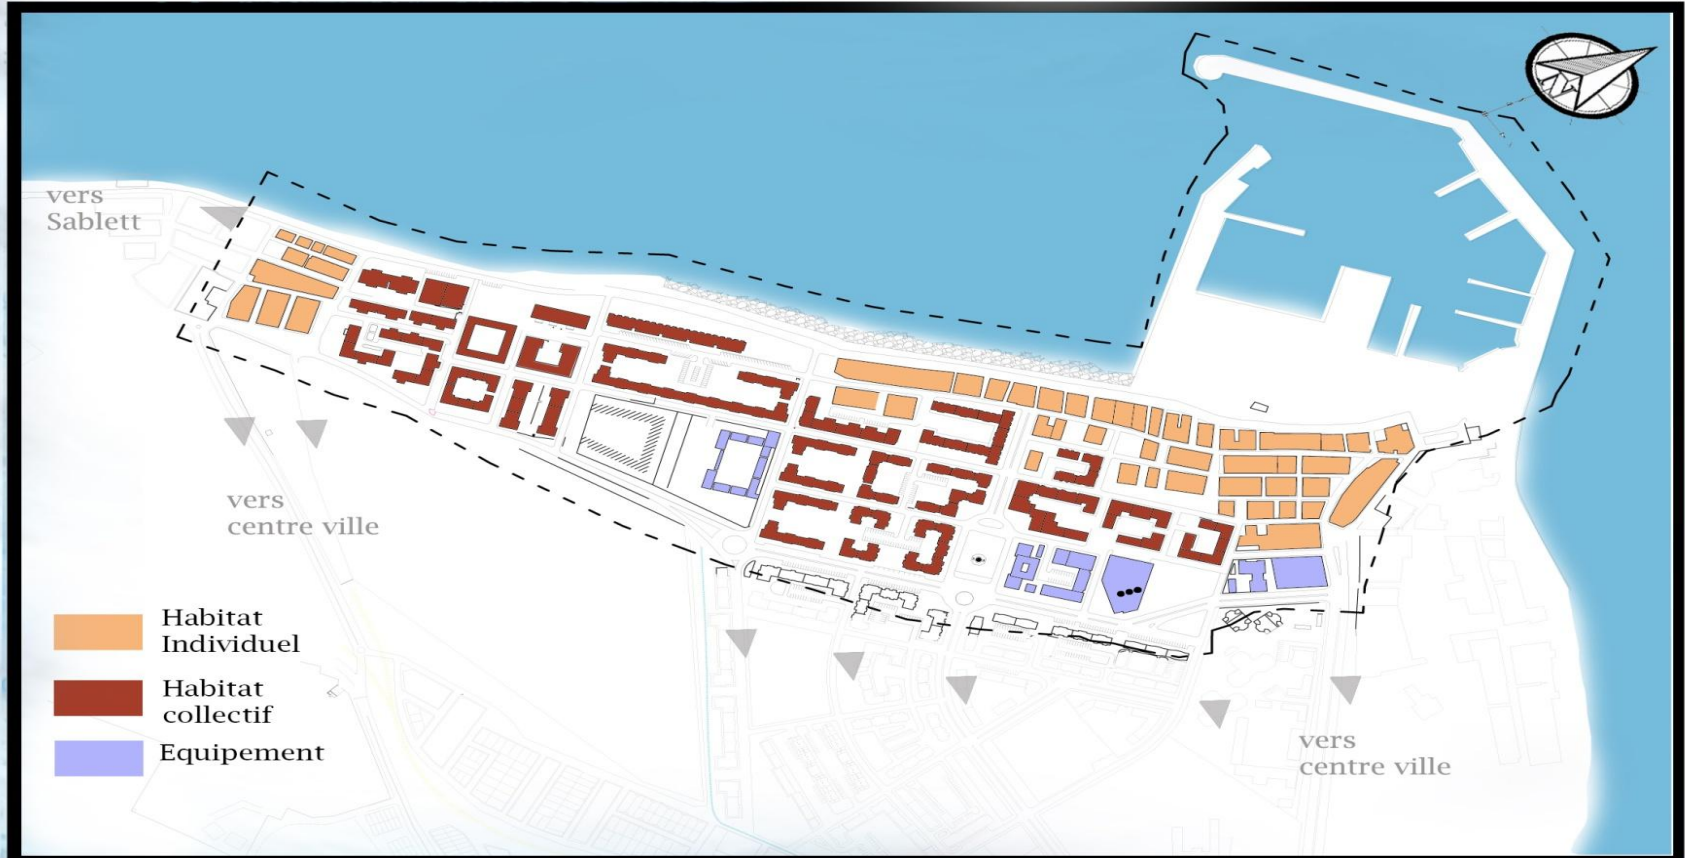 vers
Sablett
vers
centre ville
Habitat
Individuel
Habitat
collectif
Equipement
vers
centre ville